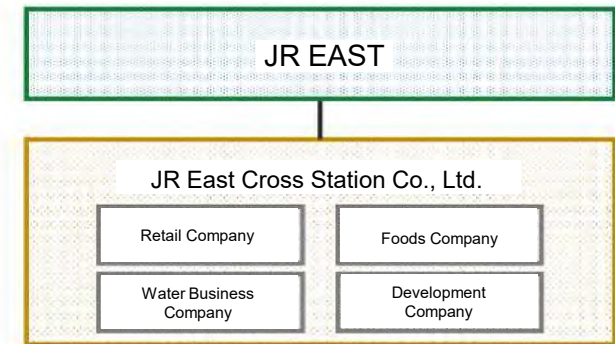 JR EAST
JR East Cross Station Co., Ltd.
Retail Company
Foods Company
Water Business
Company
Development
Company